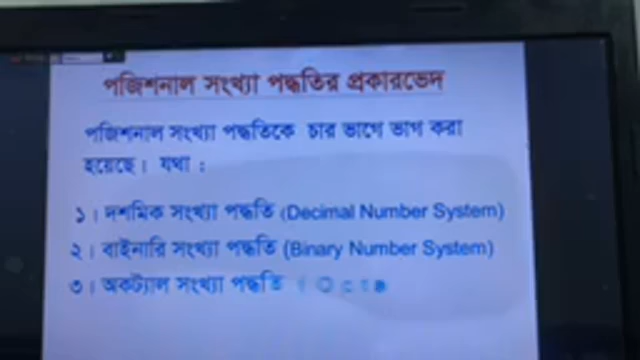 পজিশনাল সংখ্যা পদ্ধতির প্রকারভেদ
পজিশনাল সংখ্যা পদ্ধতিকে চার ভাগে ভাগ করা
হয়েছে। যথা :
১। দশমিক সংখ্যা পদ্ধতি (Decimal Number System)
২। বাইনারি সংখ্যা পদ্ধতি (Binary Number System)
৩। অকট্যাল সংখ্যা পদ্ধতি ( O c t a